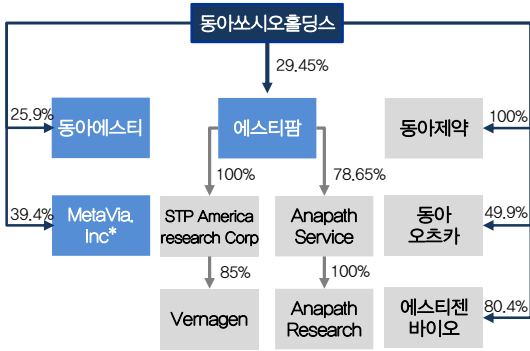 동아쏘시오홀딩스
29.45%
25.9%
동아에스티
에스티팜
동아제약
100%
100%
78.65%
39.4%
MetaVia.
Inc*
STP America
research Corp
Anapath
Service
동아
오츠카
49.9%
85%
100%
Vernagen
Anapath
Research
에스티젠
바이오
80.4%